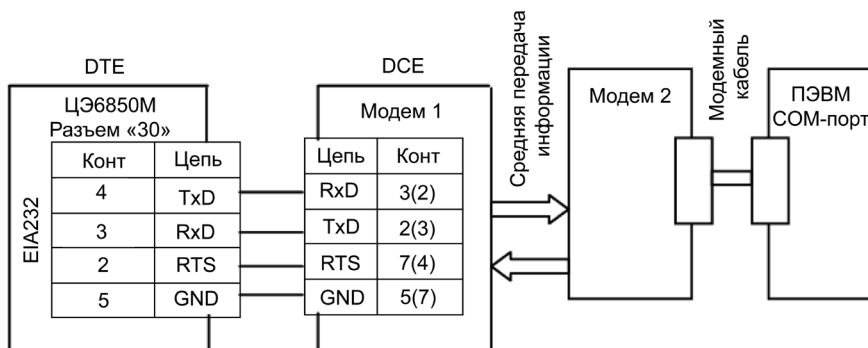 DTE
DCE
ЦЭ6850М
Разъем «30»
EIA232
Конт Цепь
4 TxD
3 RxD
2 RTS
5 GND
Модем 1
Цепь Конт
RxD 3(2)
TxD 2(3)
RTS 7(4)
GND 5(7)
Средняя передача
информации
Модем 2
Модемный
кабель
ПЭВМ
COM-порт